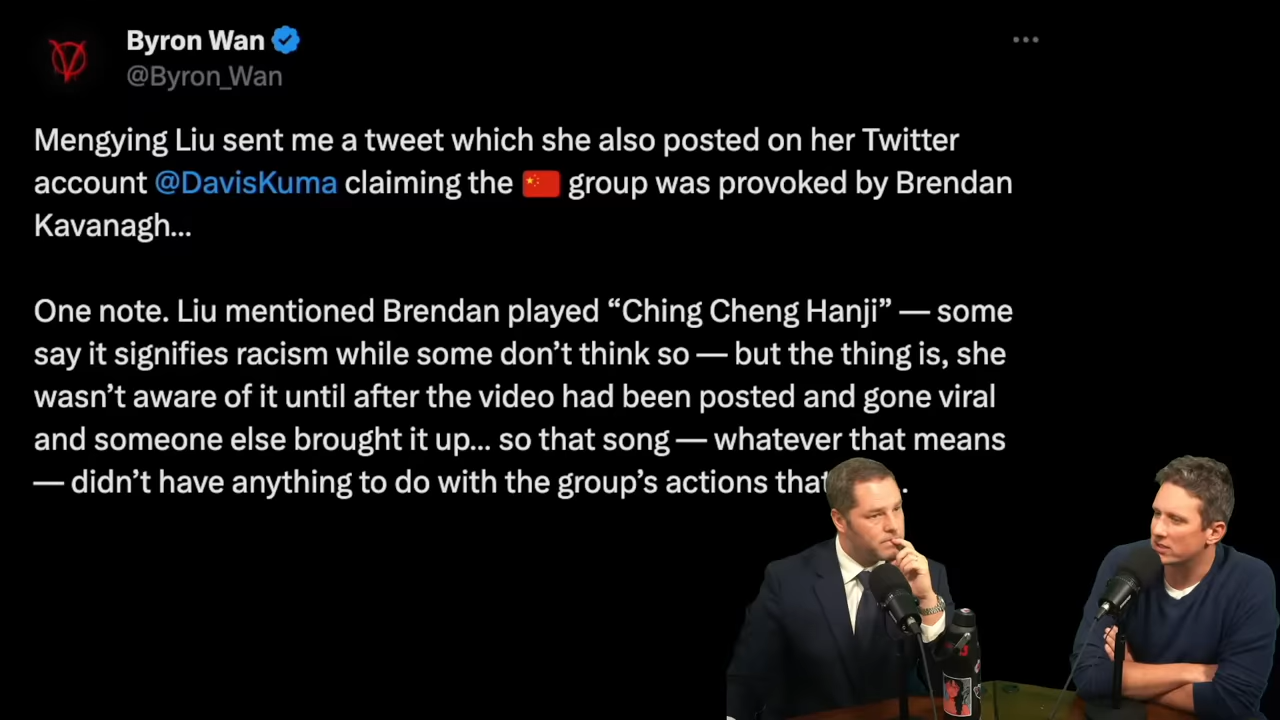 Byron Wan
@Byron_Wan
Mengying Liu sent me a tweet which she also posted on her Twitter
account @DavisKuma claiming the 🇨🇳 group was provoked by Brendan
Kavanagh...
One note. Liu mentioned Brendan played “Ching Cheng Hanji” — some
say it signifies racism while some don’t think so — but the thing is, she
wasn’t aware of it until after the video had been posted and gone viral
and someone else brought it up... so that song — whatever that means
— didn’t have anything to do with the group’s actions that